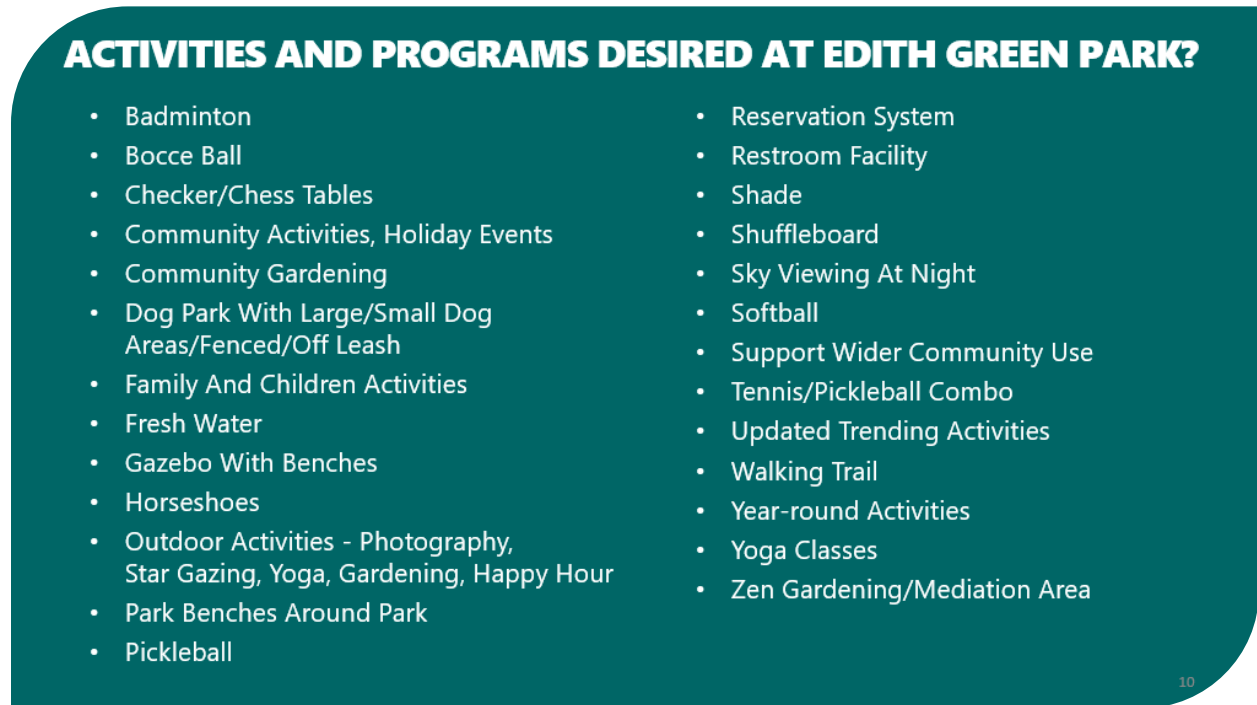 ACTIVITIES AND PROGRAMS DESIRED AT EDITH GREEN PARK?
• Badminton
• Bocce Ball
• Checker/Chess Tables
• Community Activities, Holiday Events
• Community Gardening
• Dog Park With Large/Small Dog
Areas/Fenced/Off Leash
• Family And Children Activities
• Fresh Water
• Gazebo With Benches
• Horseshoes
• Outdoor Activities - Photography,
Star Gazing, Yoga, Gardening, Happy Hour
• Park Benches Around Park
• Pickleball
• Reservation System
• Restroom Facility
• Shade
• Shuffleboard
• Sky Viewing At Night
• Softball
• Support Wider Community Use
• Tennis/Pickleball Combo
• Updated Trending Activities
• Walking Trail
• Year-round Activities
• Yoga Classes
• Zen Gardening/Mediation Area
10